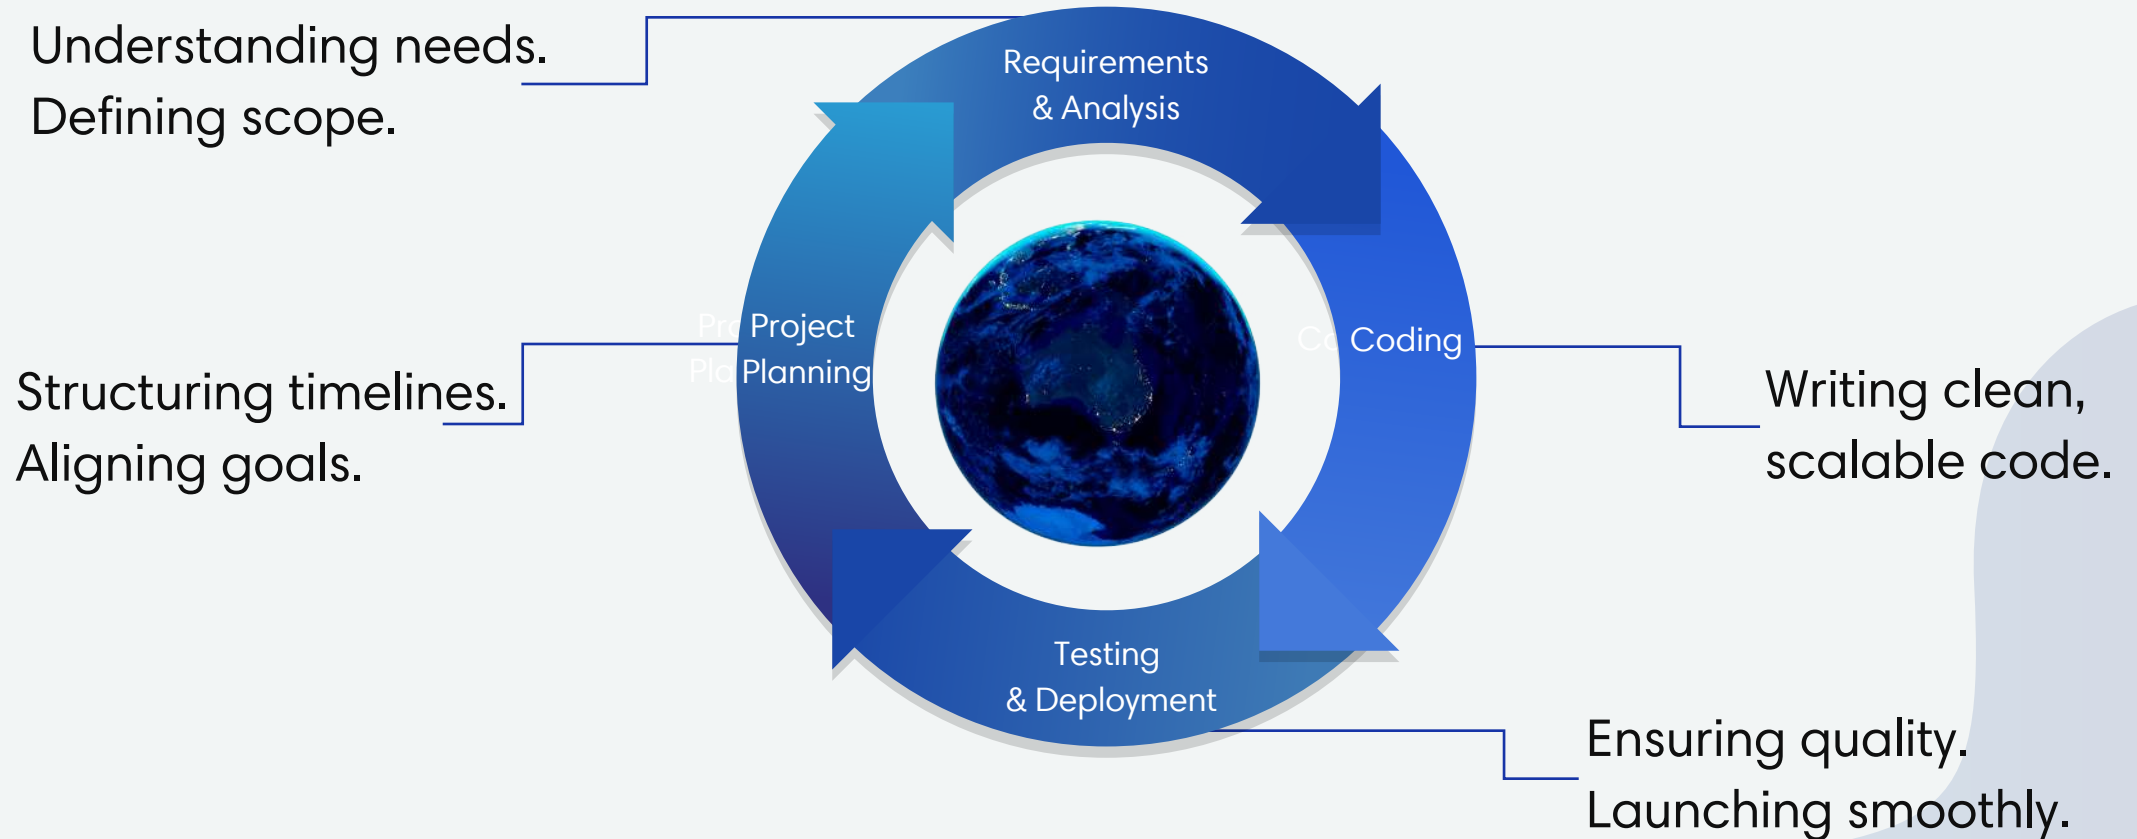 Understanding needs.
Defining scope.
Requirements
& Analysis
Project
Planning
Structuring timelines.
Aligning goals.
Coding
Writing clean,
scalable code.
Testing
& Deployment
Ensuring quality.
Launching smoothly.